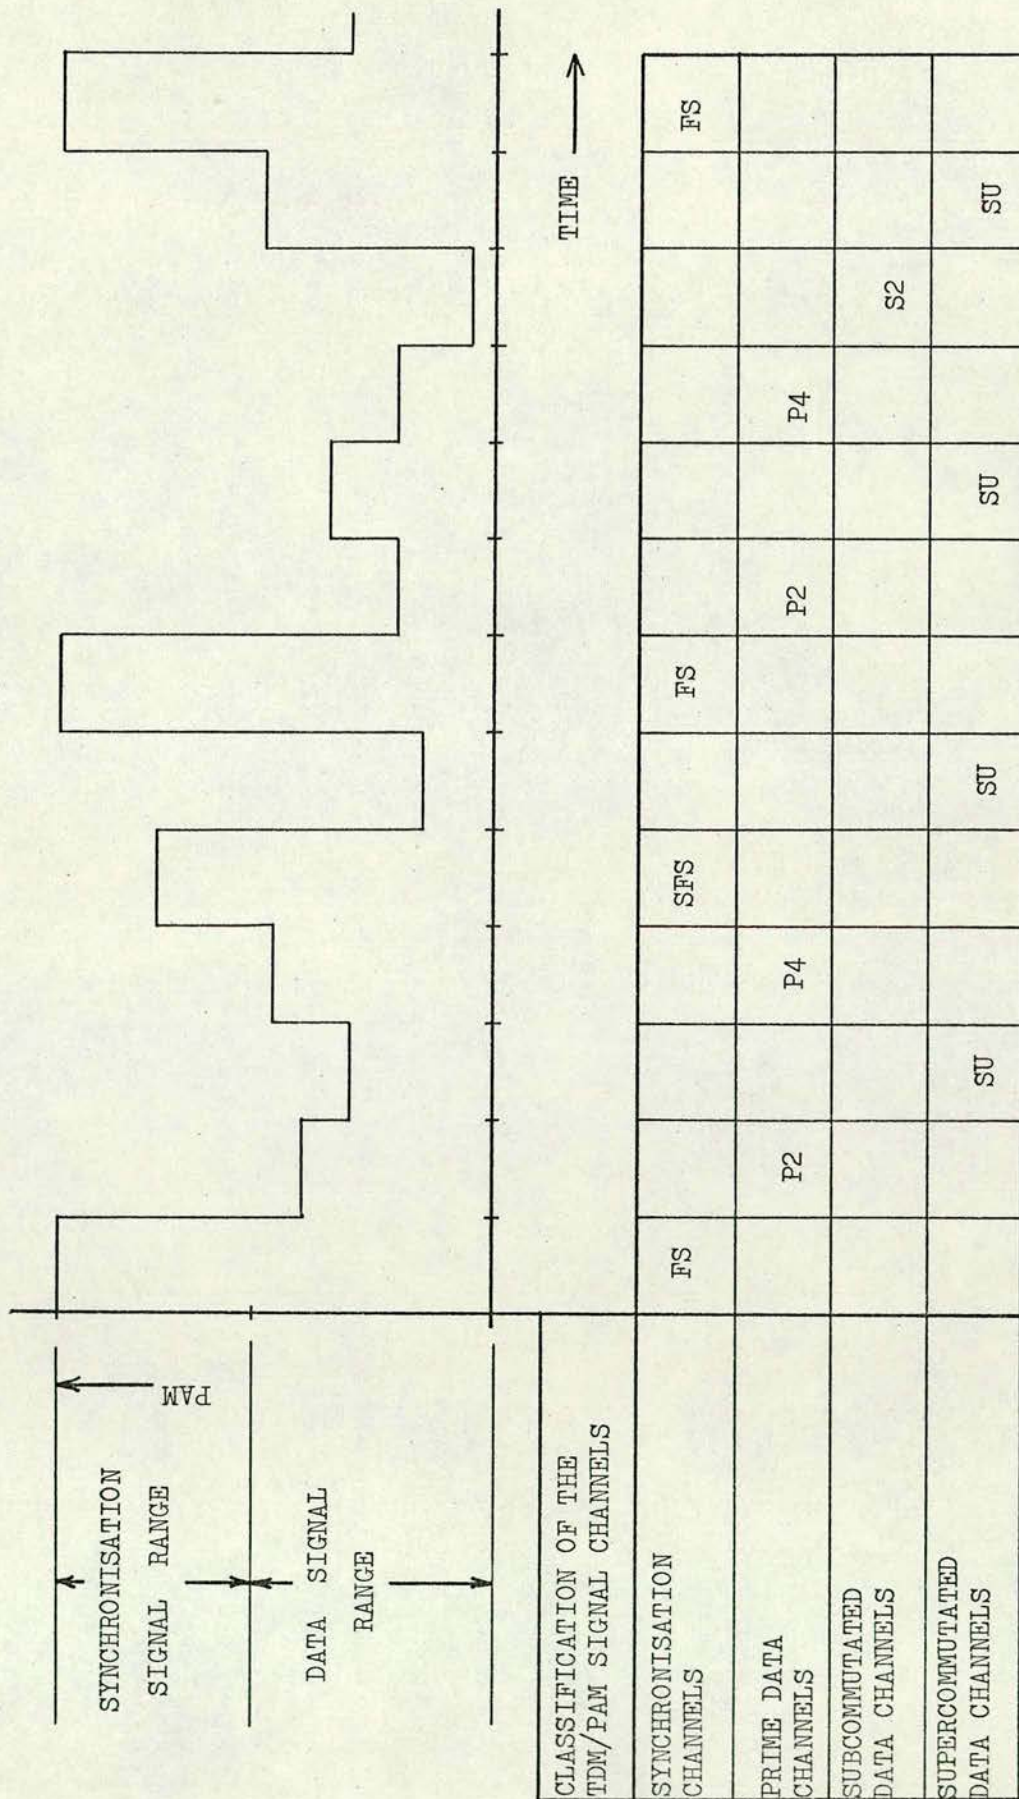 SYNCHRONISATION
SIGNAL RANGE
PAM
DATA SIGNAL
RANGE
TIME
CLASSIFICATION OF THE
TDM/PAM SIGNAL CHANNELS
SYNCHRONISATION
CHANNELS
FS
SFS
FS
FS
PRIME DATA
CHANNELS
P2
P4
P2
P4
SUBCOMMUTATED
DATA CHANNELS
S2
SUPERCOMMUTATED
DATA CHANNELS
SU
SU
SU
SU